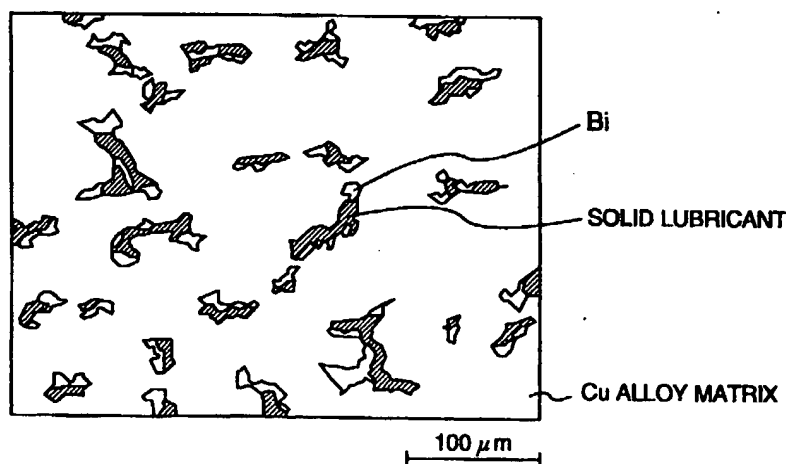 Bi
SOLID LUBRICANT
Cu ALLOY MATRIX
100 μm